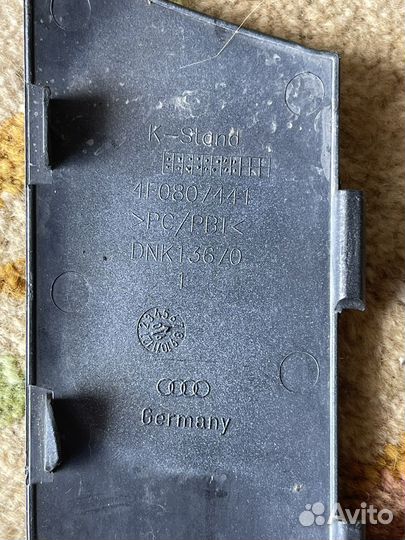 K-Stand
4F0807441
>PC/PBT<
DNK13670
1
Germany
Avito